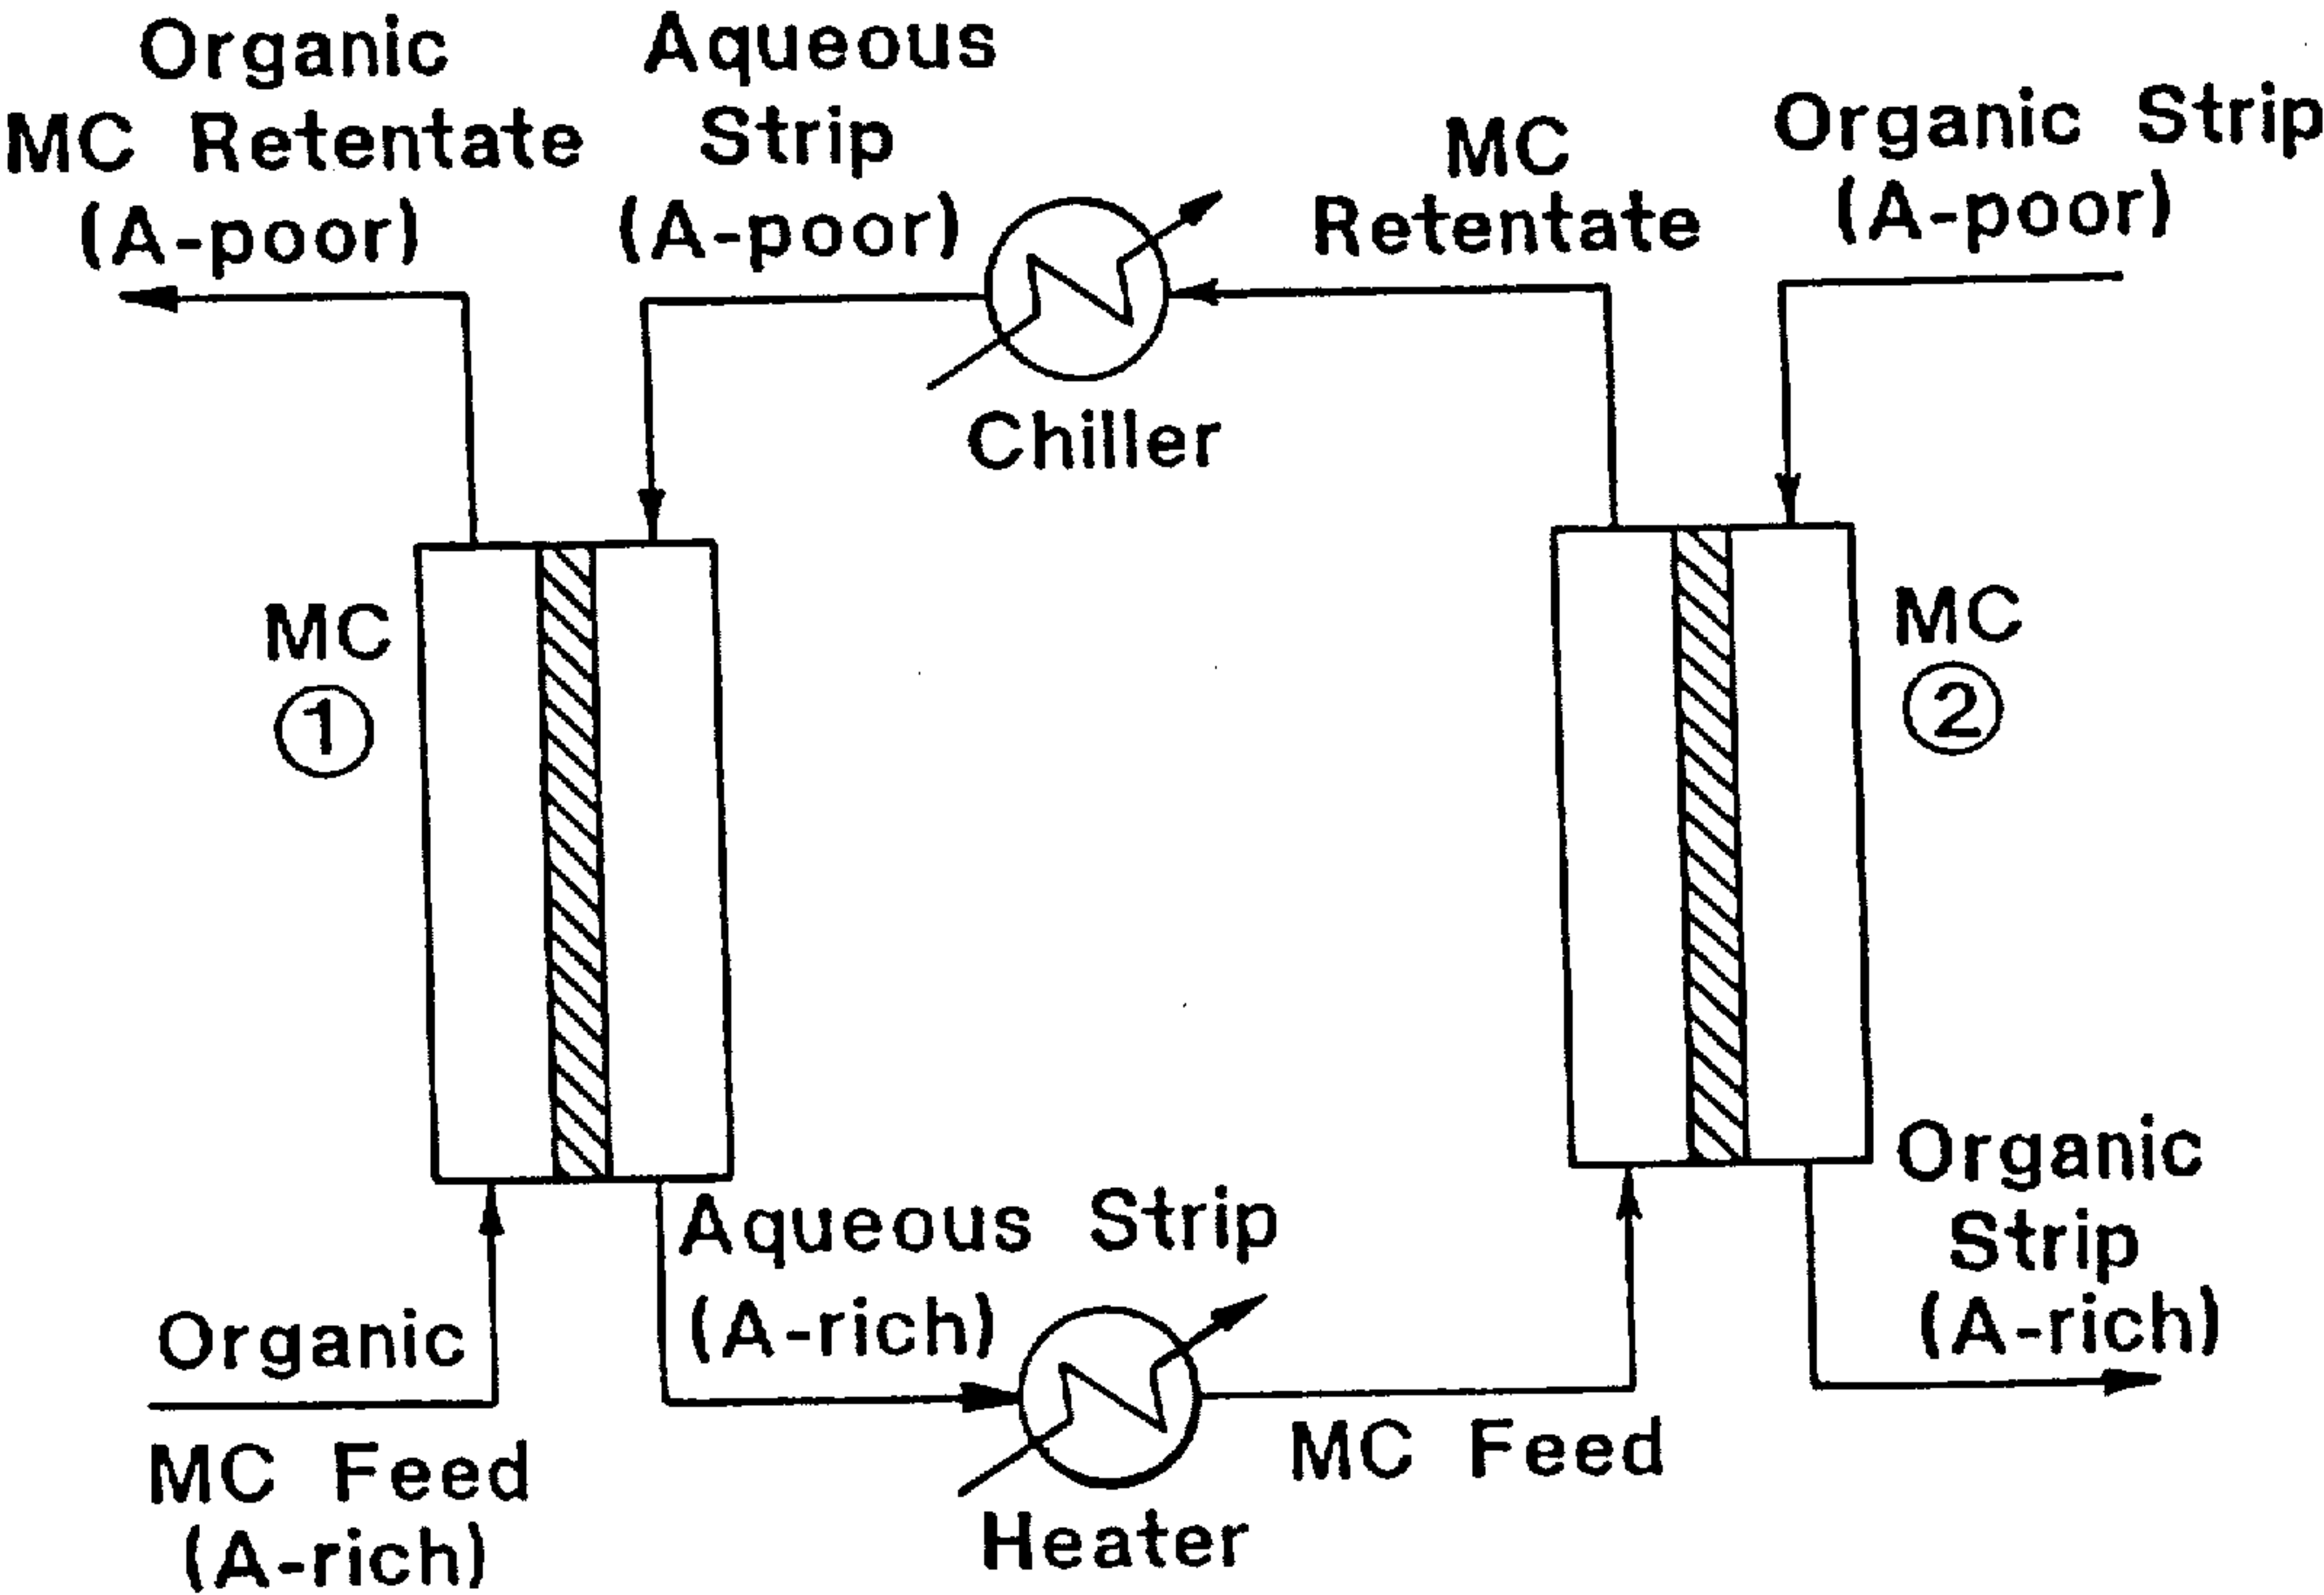 Organic
MC Retentate
(A-poor)
Aqueous
Strip
(A-poor)
MC
Retentate
Organic Strip
(A-poor)
Chiller
MC
1
MC
2
Aqueous Strip
(A-rich)
Organic
Strip
(A-rich)
Organic
MC Feed
(A-rich)
MC Feed
Heater